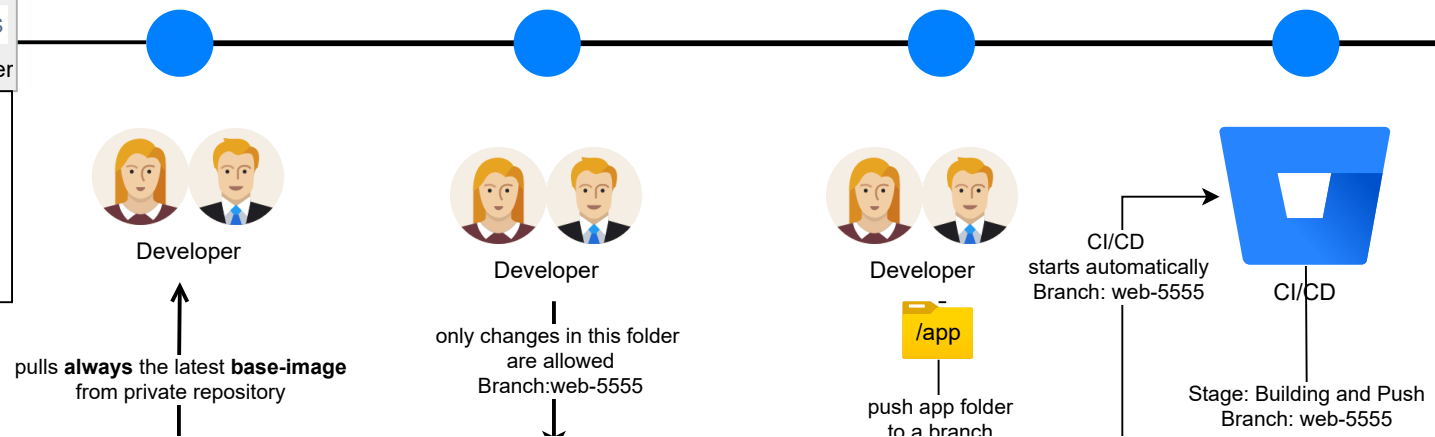 Developer
pulls always the latest base-image
from private repository
Developer
only changes in this folder
are allowed
Branch:web-5555
Developer
/app
push app folder
to a branch
CI/CD
starts automatically
Branch: web-5555
CI/CD
Stage: Building and Push
Branch: web-5555